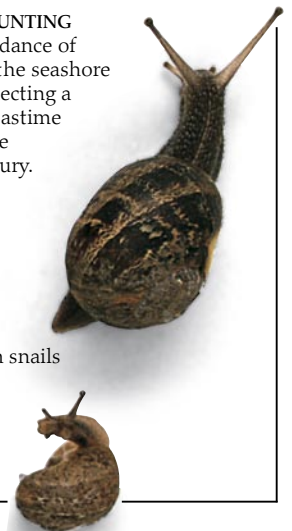 UNTING
dance of
the seashore
ecting a
astime
e
ury.
n snails